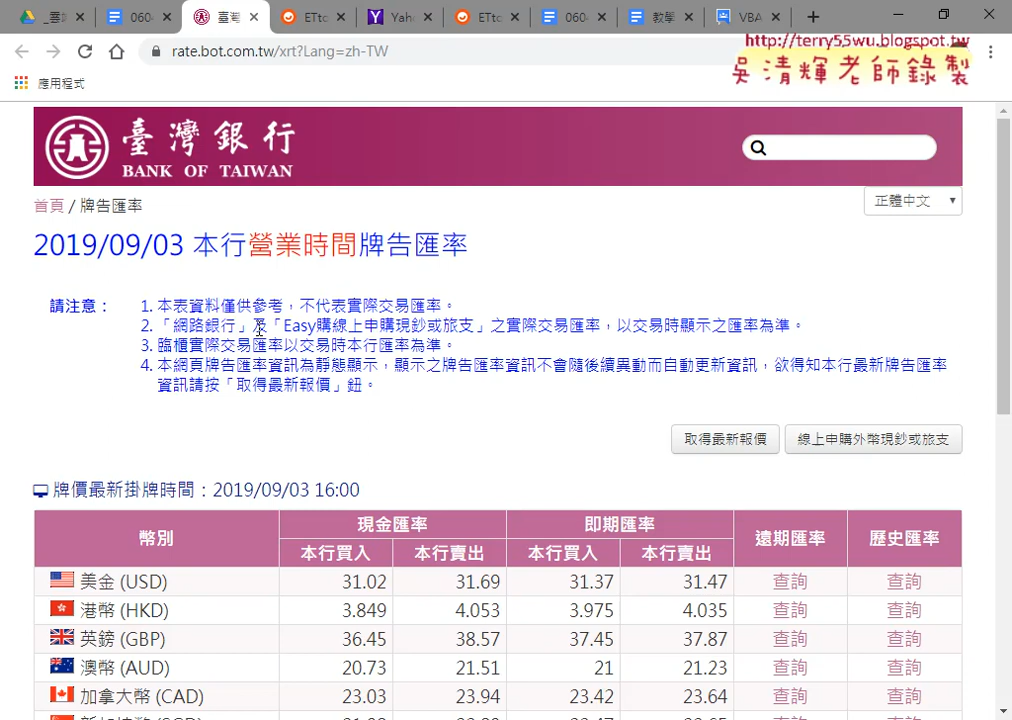 _雲端
060
臺灣
ETtc
Yah
ETtc
060
教學
VBA
rate.bot.com.tw/xrt?Lang=zh-TW
http://terry55wu.blogspot.tw
吳清輝老師錄製
應用程式
臺灣銀行
BANK OF TAIWAN
首頁 / 牌告匯率
正體中文
2019/09/03 本行營業時間牌告匯率
請注意：
1. 本表資料僅供參考，不代表實際交易匯率。
2. 「網路銀行」及「Easy購線上申購現鈔或旅支」之實際交易匯率，以交易時顯示之匯率為準。
3. 臨櫃實際交易匯率以交易時本行匯率為準。
4. 本網頁牌告匯率資訊為靜態顯示，顯示之牌告匯率資訊不會隨後續異動而自動更新資訊，欲得知本行最新牌告匯率
資訊請按「取得最新報價」鈕。
取得最新報價 線上申購外幣現鈔或旅支
牌價最新掛牌時間：2019/09/03 16:00
幣別 現金匯率 即期匯率 遠期匯率 歷史匯率
本行買入 本行賣出 本行買入 本行賣出
美金 (USD) 31.02 31.69 31.37 31.47 查詢 查詢
港幣 (HKD) 3.849 4.053 3.975 4.035 查詢 查詢
英鎊 (GBP) 36.45 38.57 37.45 37.87 查詢 查詢
澳幣 (AUD) 20.73 21.51 21 21.23 查詢 查詢
加拿大幣 (CAD) 23.03 23.94 23.42 23.64 查詢 查詢